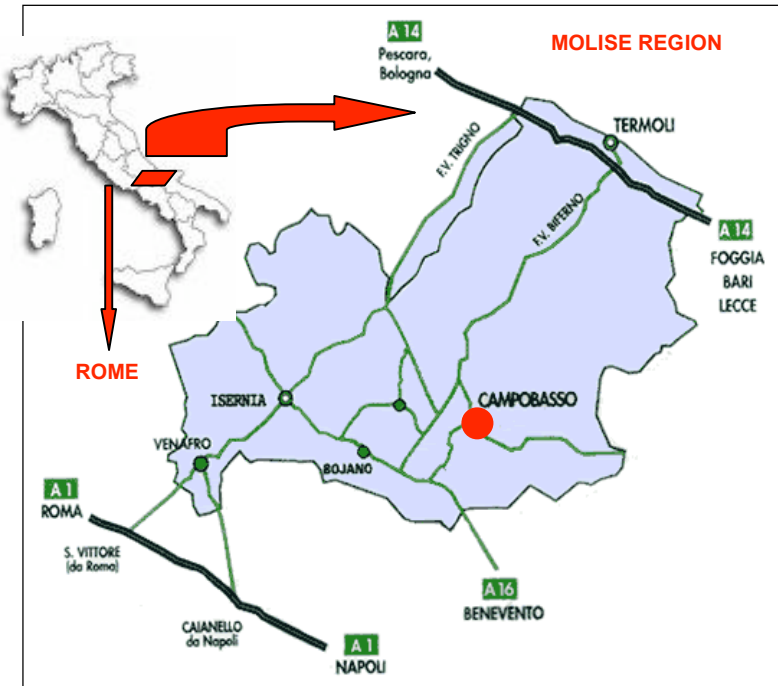 A 14
Pescara,
Bologna
MOLISE REGION
TERMOLI
F.V. TRIGNO
F.V. BIFERNO
A 14
FOGGIA
BARI
LECCE
ROME
ISERNIA
CAMPOBASSO
VENAFRO
BOJANO
A 1
ROMA
S. VITTORE
(da Roma)
A 16
BENEVENTO
CAIANELLO
da Napoli
A 1
NAPOLI